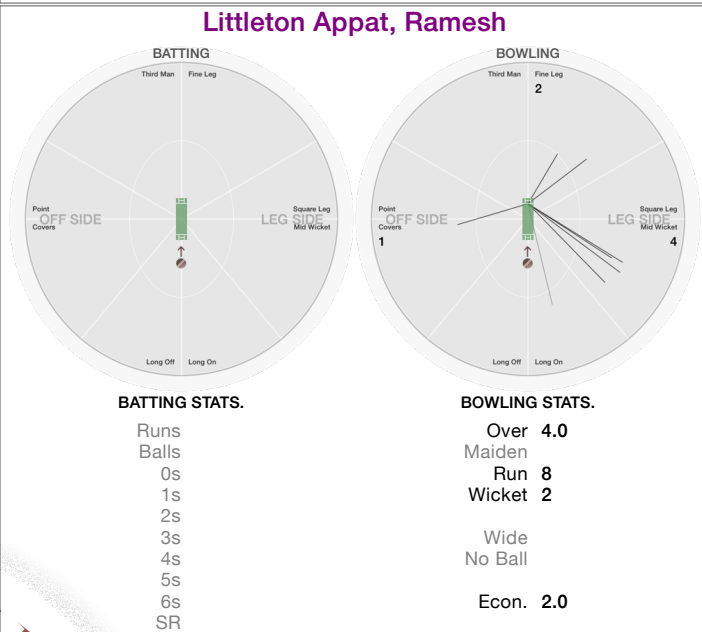 Littleton Appat, Ramesh
BATTING
Third Man Fine Leg
Point
OFF SIDE
Covers
Square Leg
LEG SIDE
Mid Wicket
Long Off Long On
BOWLING
Third Man Fine Leg
2
Point
OFF SIDE
Covers
1
Square Leg
LEG SIDE
Mid Wicket
4
Long Off Long On
BATTING STATS.
Runs
Balls
0s
1s
2s
3s
4s
5s
6s
SR
BOWLING STATS.
Over 4.0
Maiden
Run 8
Wicket 2
Wide
No Ball
Econ. 2.0